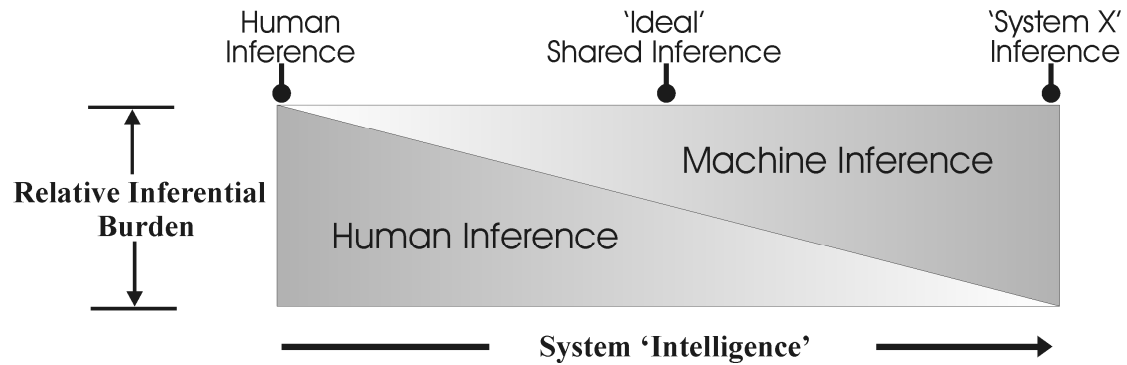 Human
Inference
'Ideal'
Shared Inference
'System X'
Inference
Machine Inference
Relative Inferential
Burden
Human Inference
System ‘Intelligence’